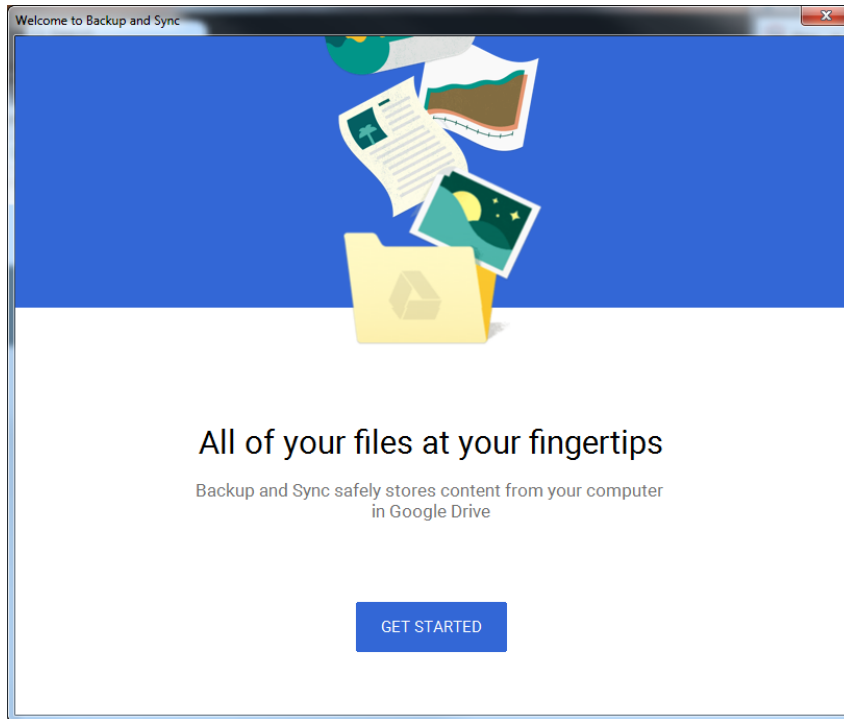 Welcome to Backup and Sync
All of your files at your fingertips
Backup and Sync safely stores content from your computer
in Google Drive
GET STARTED